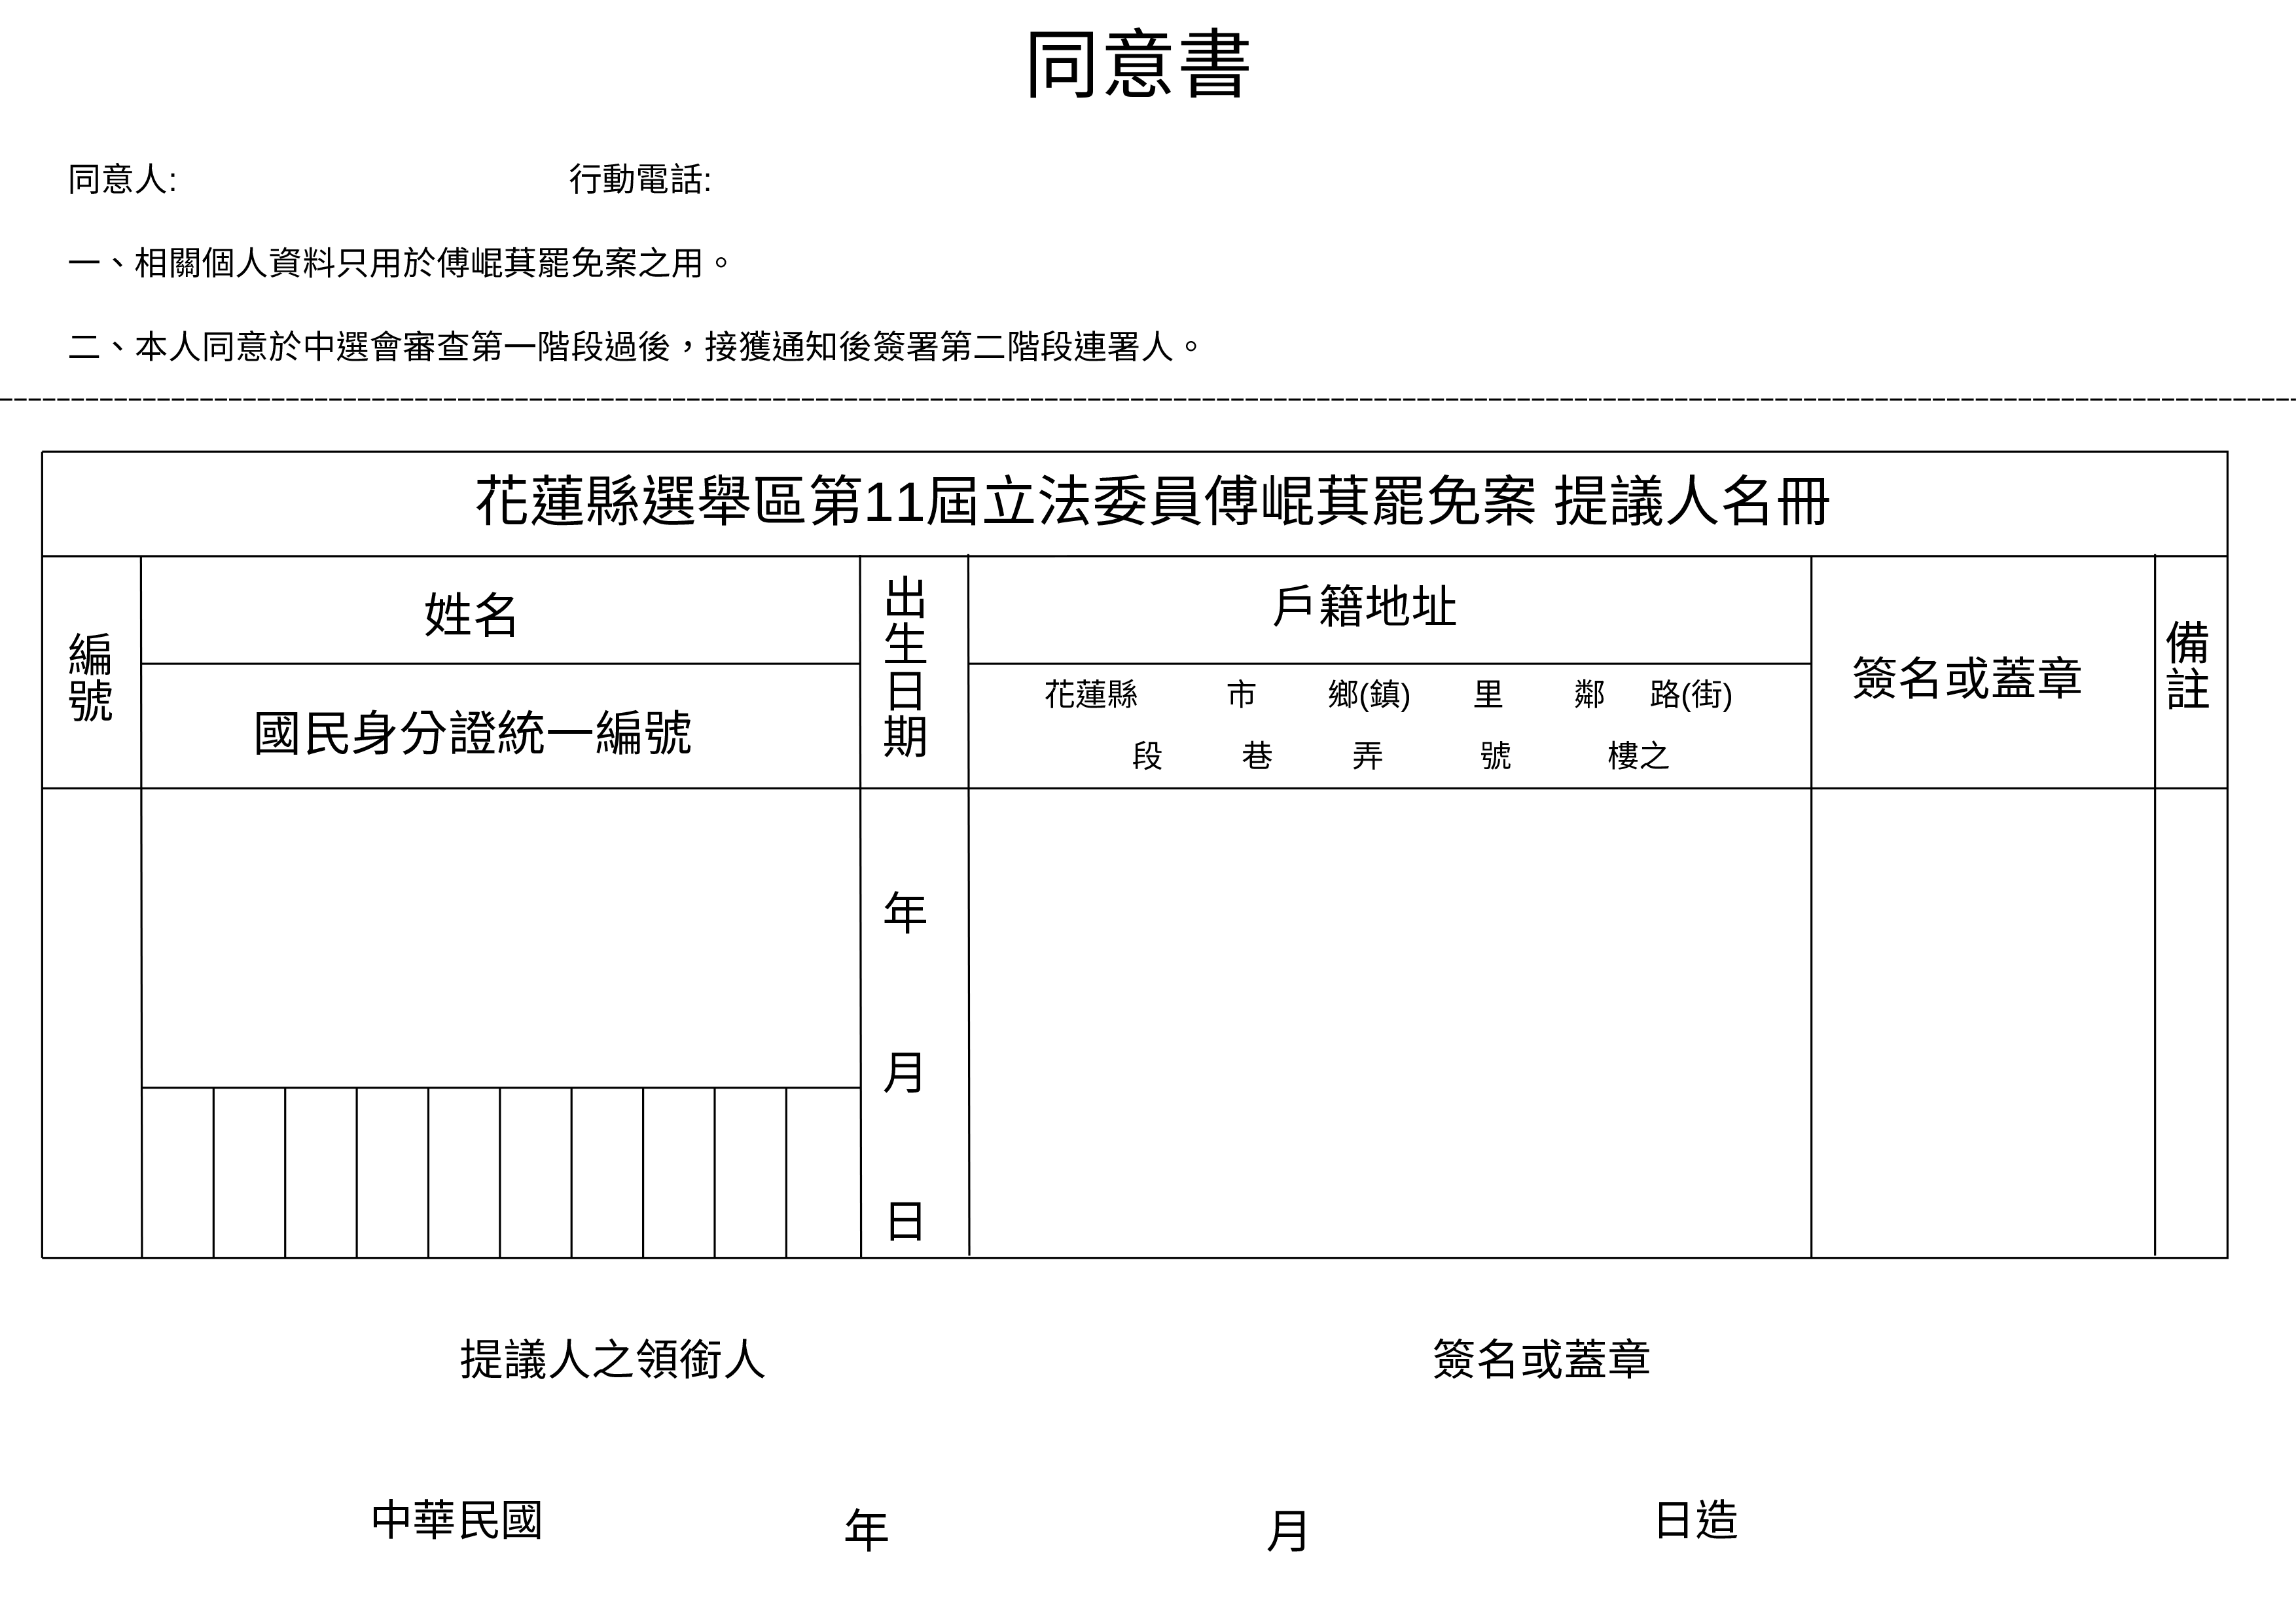 同意書
同意人: 行動電話:
一、相關個人資料只用於傅崐萁罷免案之用。
二、本人同意於中選會審查第一階段過後，接獲通知後簽署第二階段連署人。
花蓮縣選舉區第11屆立法委員傅崐萁罷免案 提議人名冊
編號
姓名
國民身分證統一編號
出生日期
戶籍地址
花蓮縣 市 鄉(鎮) 里 鄰 路(街)
段 巷 弄 號 樓之
簽名或蓋章
備註
年
月
日
提議人之領銜人 簽名或蓋章
中華民國 年 月 日造